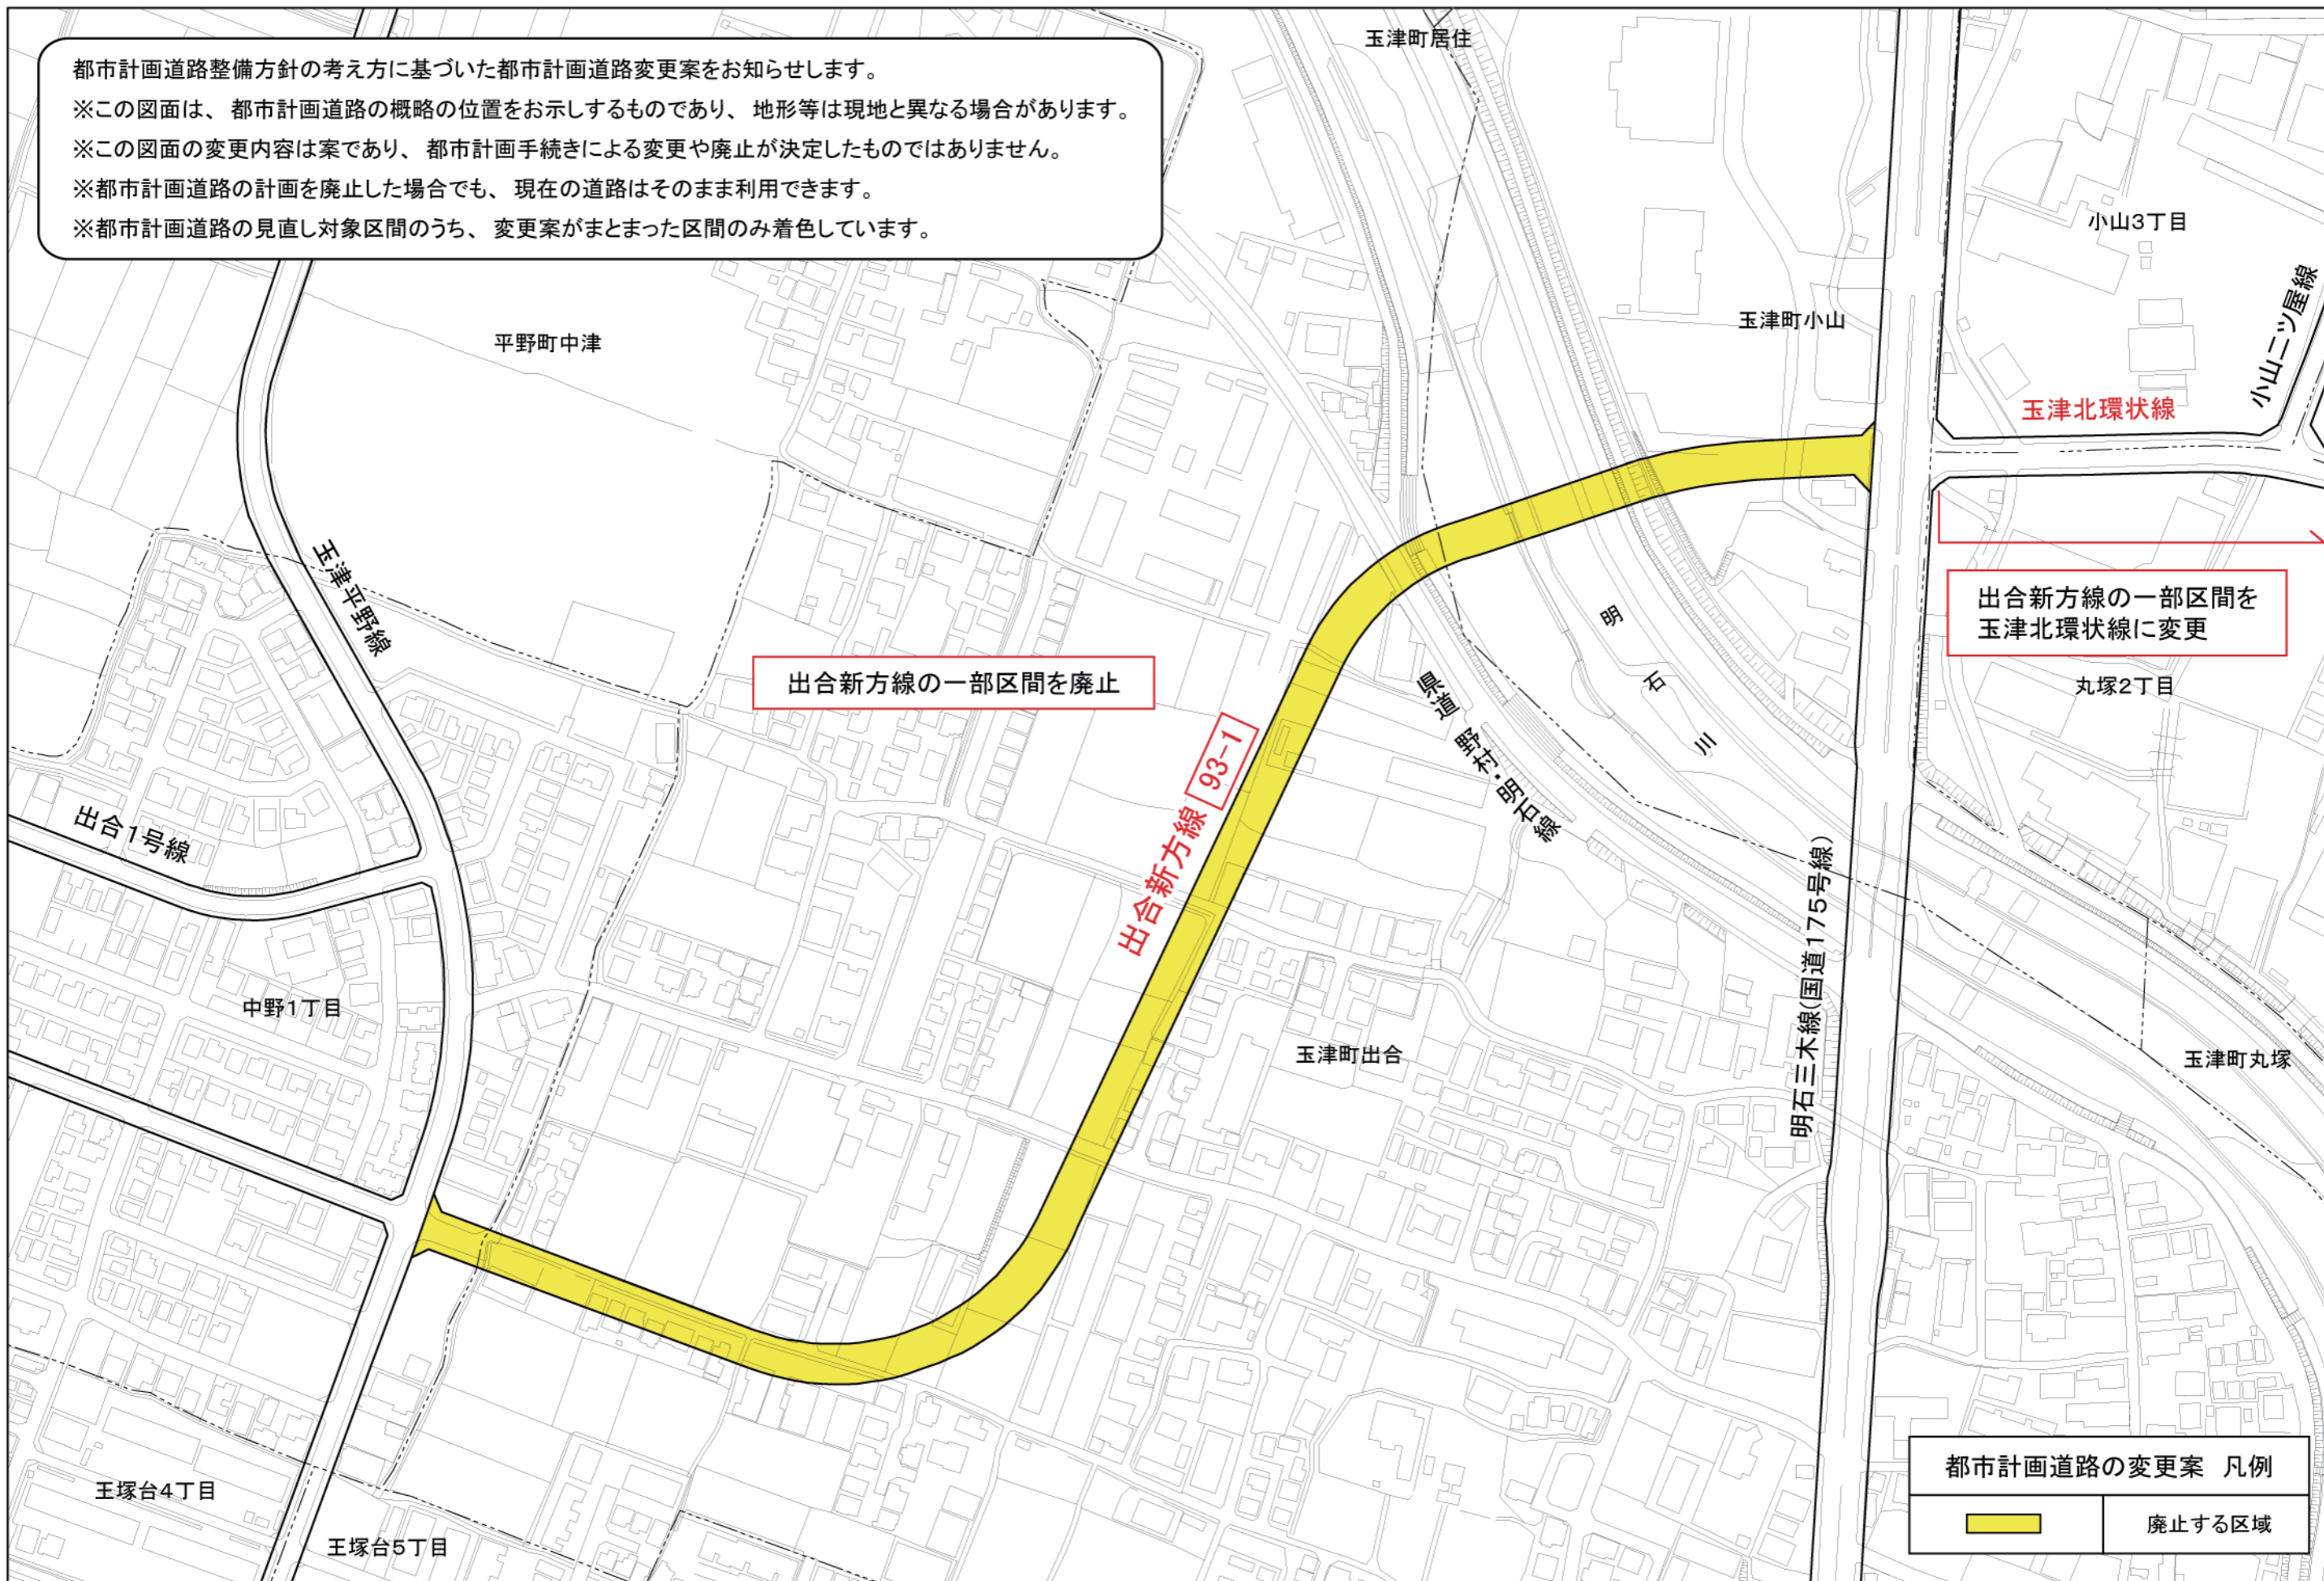 都市計画道路整備方針の考え方に基づいた都市計画道路変更案をお知らせします。
※この図面は、都市計画道路の概略の位置をお示しするものであり、地形等は現地と異なる場合があります。
※この図面の変更内容は案であり、都市計画手続きによる変更や廃止が決定したものではありません。
※都市計画道路の計画を廃止した場合でも、現在の道路はそのまま利用できます。
※都市計画道路の見直し対象区間のうち、変更案がまとまった区間のみ着色しています。
玉津町居住
小山3丁目
玉津町小山
平野町中津
小山二ツ屋線
玉津北環状線
玉津平野線
出合新方線の一部区間を
玉津北環状線に変更
出合新方線の一部区間を廃止
明石川
丸塚2丁目
県道 野村・明石線
出合新方線 93-1
出合1号線
中野1丁目
玉津町出合
明石三木線(国道175号線)
玉津町丸塚
王塚台4丁目
王塚台5丁目
都市計画道路の変更案 凡例
廃止する区域